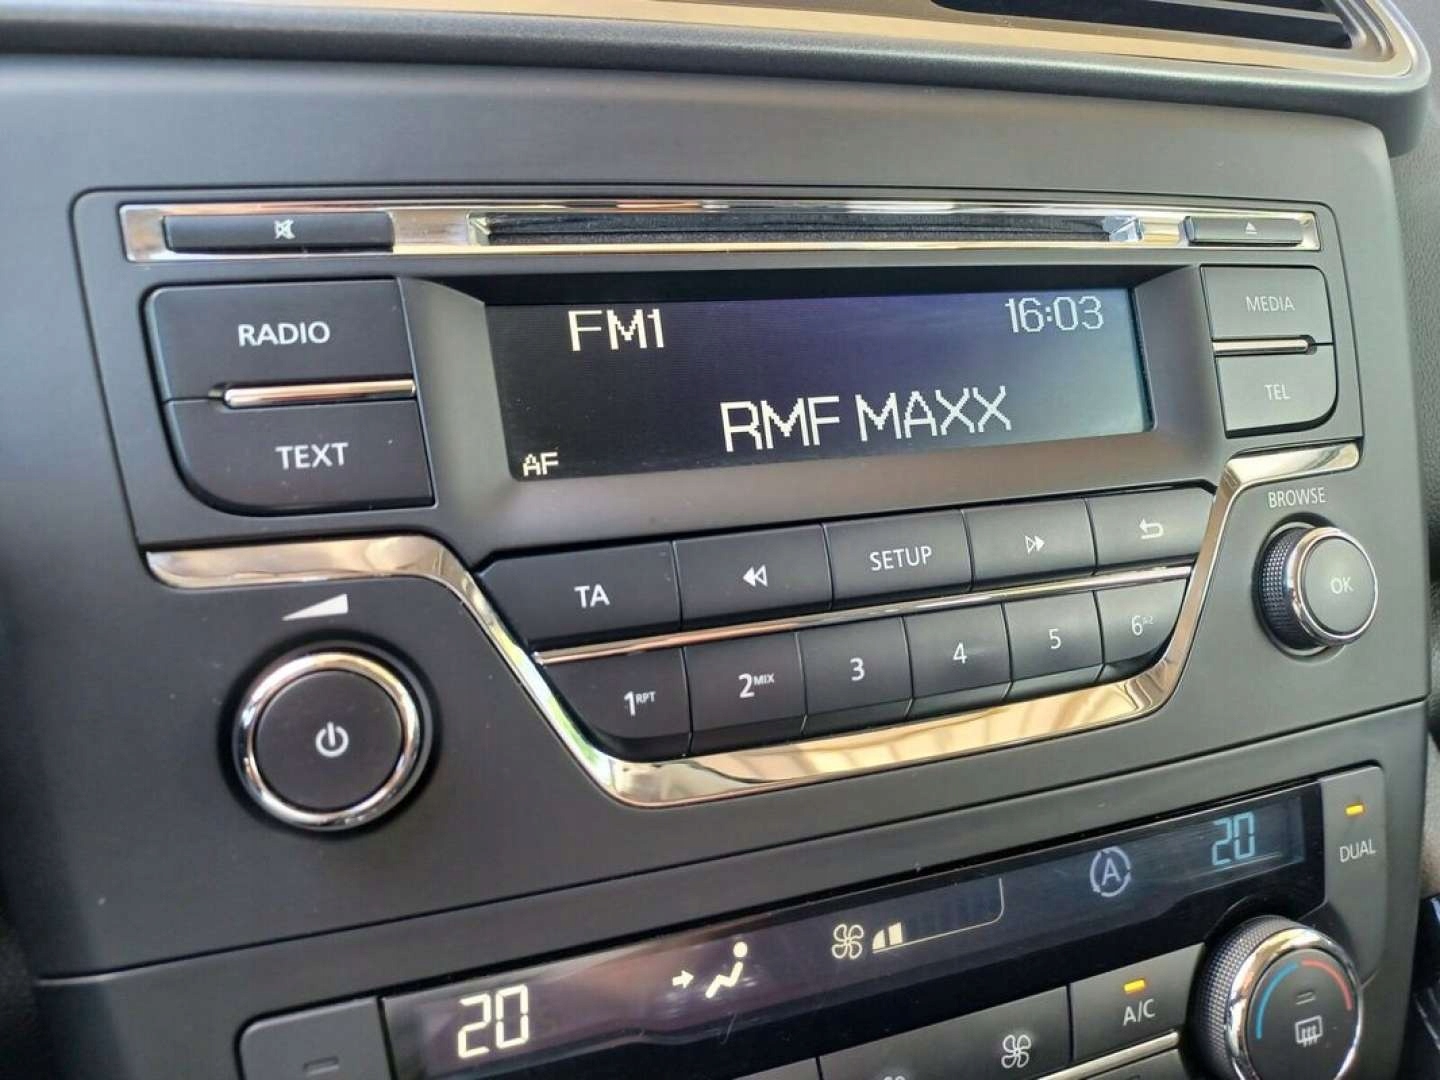 RADIO
TEXT
FM1 16:03
RMF MAXX
AF
MEDIA
TEL
BROWSE
OK
TA
SETUP
1RPT
2MIX
3
4
5
6A-Z
20
A
20
DUAL
A/C